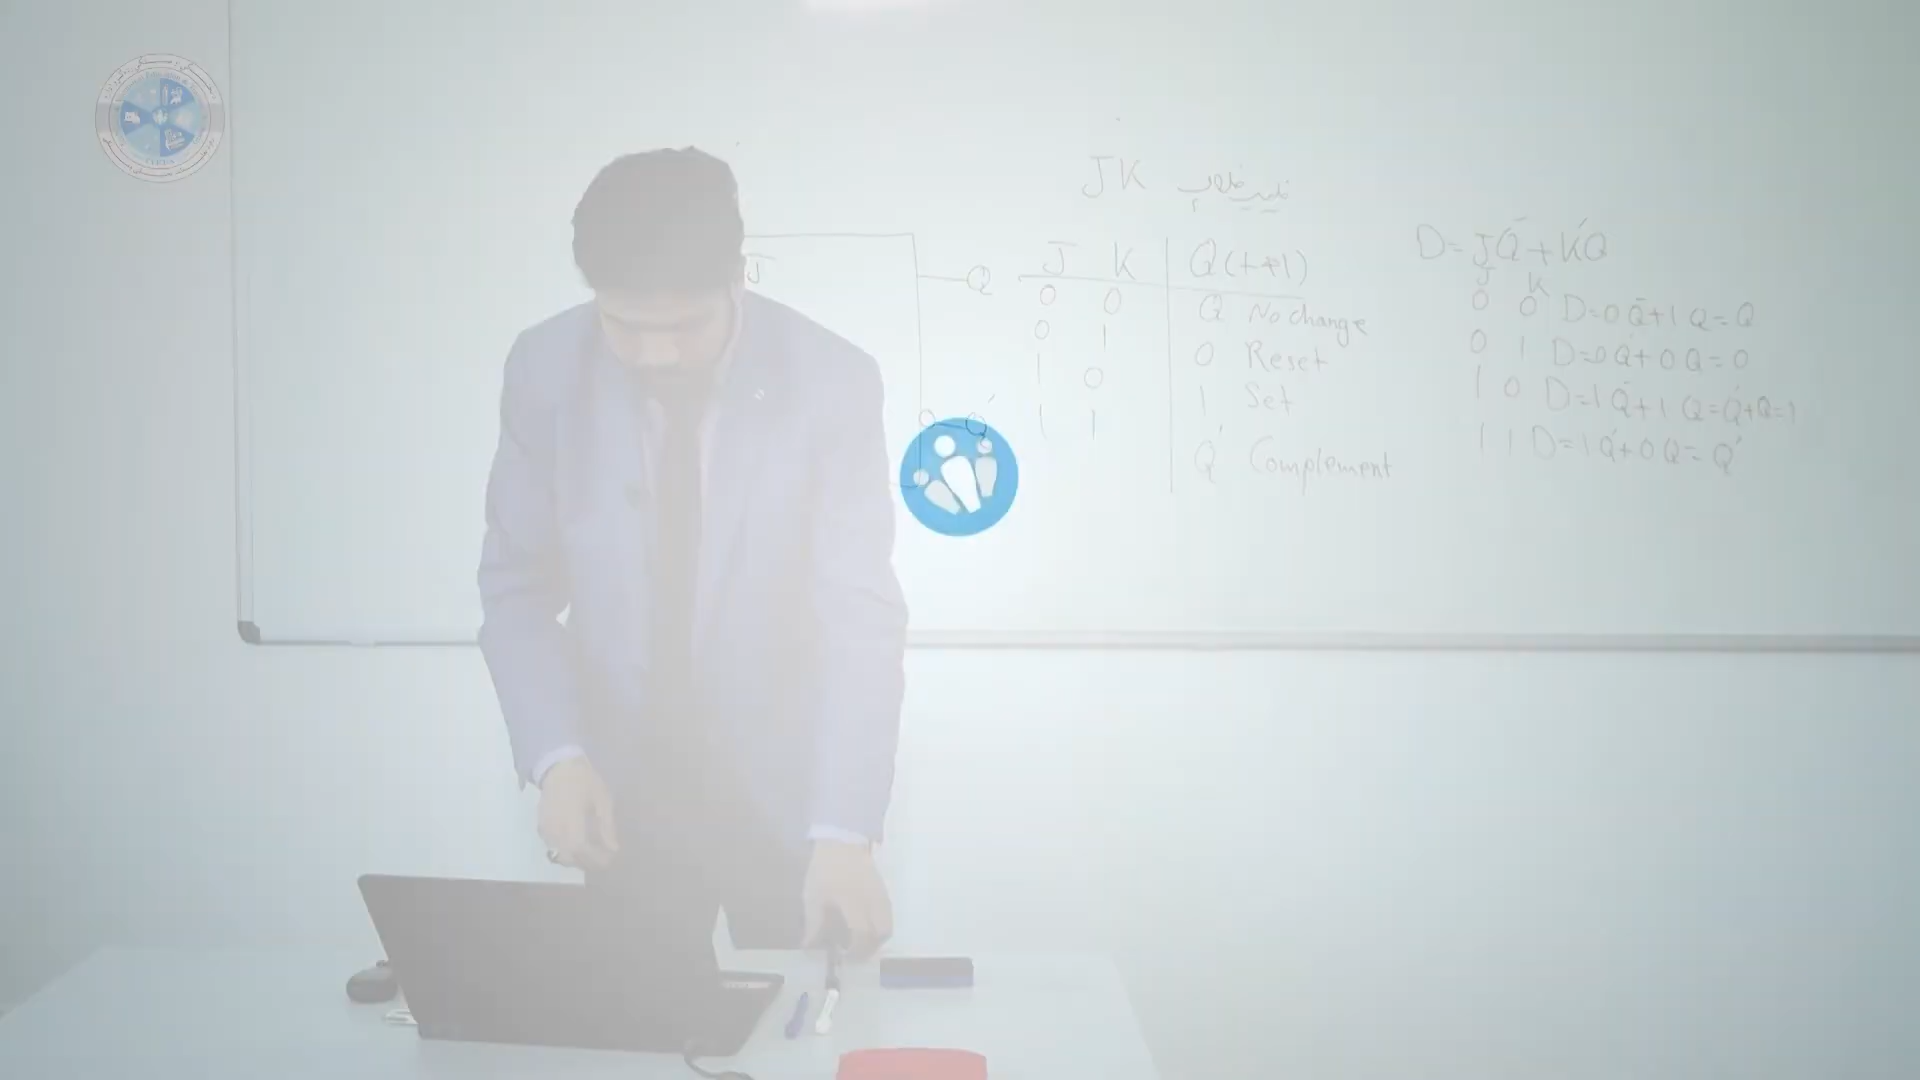 JK فلیپ فلاپ
J
Q
Q'
J K Q(t+1)
0 0 Q No change
0 1 0 Reset
1 0 1 Set
1 1 Q' Complement
D=JQ'+K'Q
J K
0 0 D=0Q'+1Q=Q
0 1 D=0Q'+0Q=0
1 0 D=1Q'+1Q=Q'+Q=1
1 1 D=1Q'+0Q=Q'